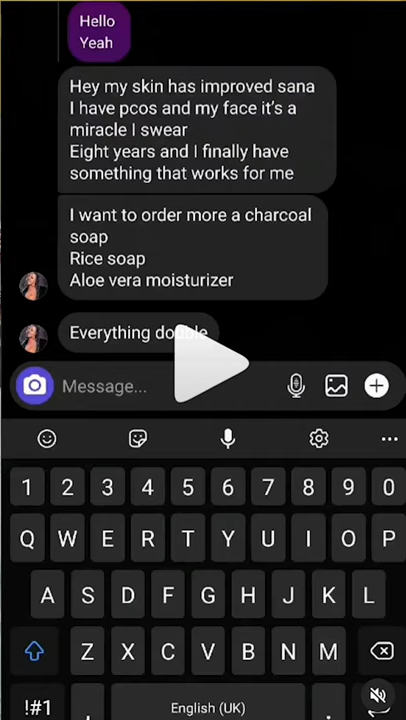 Hello
Yeah
Hey my skin has improved sana
I have pcos and my face it's a
miracle I swear
Eight years and I finally have
something that works for me
I want to order more a charcoal
soap
Rice soap
Aloe vera moisturizer
Everything double
Message...
1 2 3 4 5 6 7 8 9 0
Q W E R T Y U I O P
A S D F G H J K L
Z X C V B N M
!#1 , English (UK) .